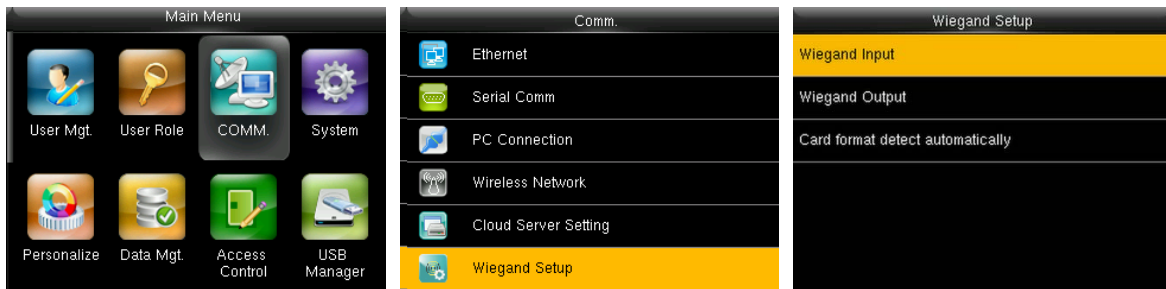 Main Menu
User Mgt.
User Role
COMM.
System
Personalize
Data Mgt.
Access
Control
USB
Manager
Comm.
Ethernet
Serial Comm
PC Connection
Wireless Network
Cloud Server Setting
Wiegand Setup
Wiegand Setup
Wiegand Input
Wiegand Output
Card format detect automatically